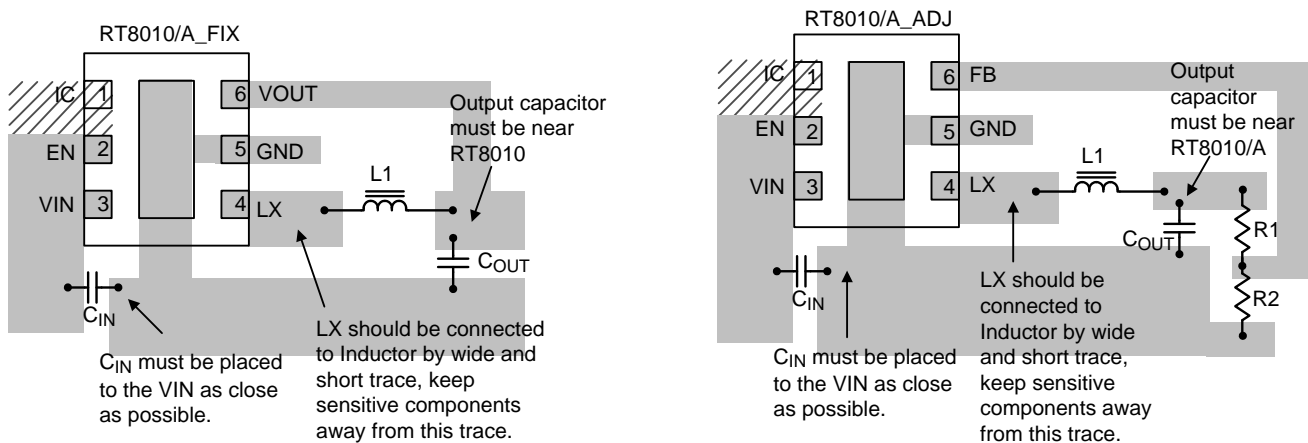 RT8010/A_FIX
IC 1
6 VOUT
EN 2
5 GND
VIN 3
4 LX
Output capacitor
must be near
RT8010
L1
COUT
CIN
CIN must be placed
to the VIN as close
as possible.
LX should be connected
to Inductor by wide and
short trace, keep
sensitive components
away from this trace.
RT8010/A_ADJ
IC 1
6 FB
EN 2
5 GND
VIN 3
4 LX
Output
capacitor
must be near
RT8010/A
L1
COUT
R1
R2
CIN
CIN must be placed
to the VIN as close
as possible.
LX should be
connected to
Inductor by wide
and short trace,
keep sensitive
components away
from this trace.